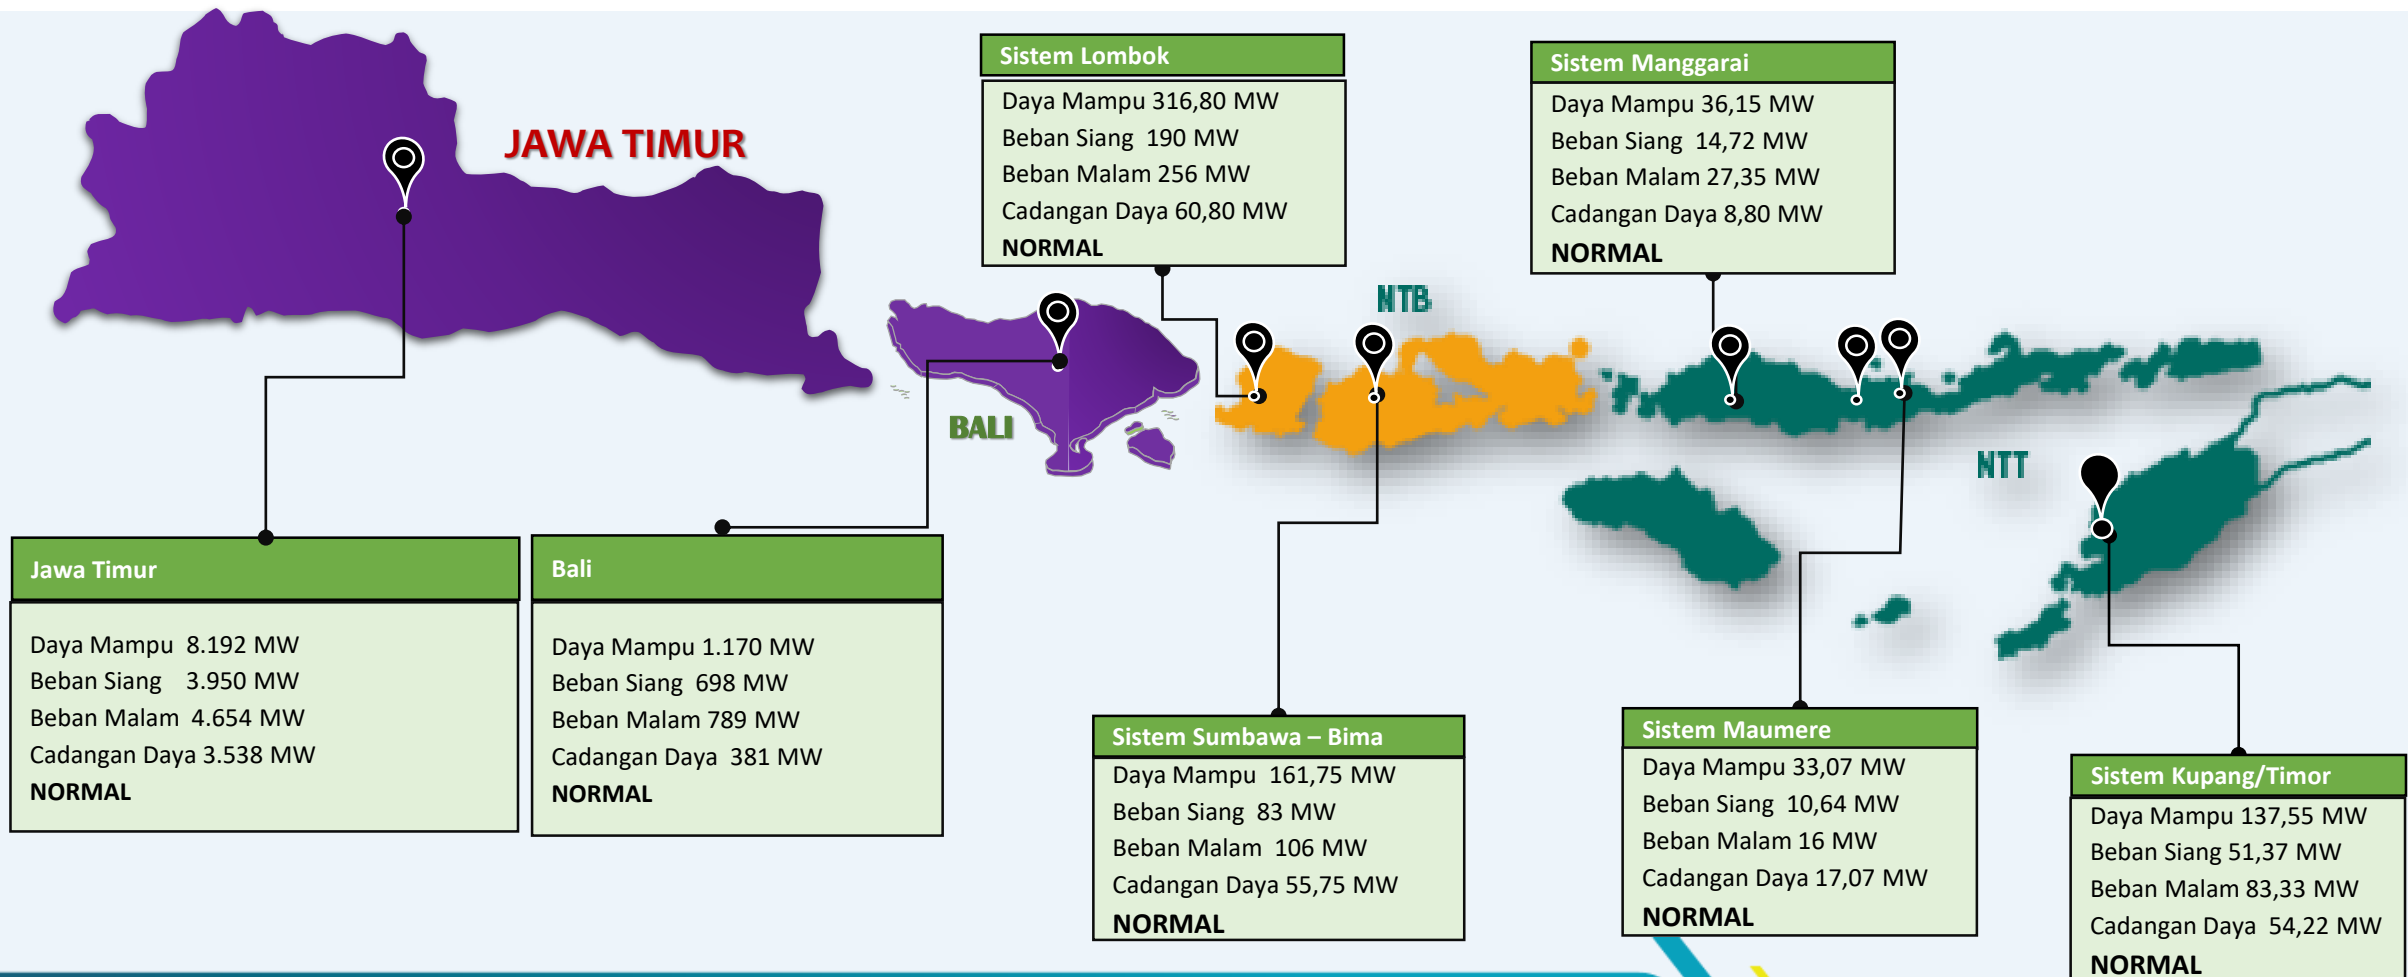 JAWA TIMUR
BALI
NTB
NTT
Sistem Lombok
Daya Mampu 316,80 MW
Beban Siang 190 MW
Beban Malam 256 MW
Cadangan Daya 60,80 MW
NORMAL
Sistem Manggarai
Daya Mampu 36,15 MW
Beban Siang 14,72 MW
Beban Malam 27,35 MW
Cadangan Daya 8,80 MW
NORMAL
Jawa Timur
Daya Mampu 8.192 MW
Beban Siang 3.950 MW
Beban Malam 4.654 MW
Cadangan Daya 3.538 MW
NORMAL
Bali
Daya Mampu 1.170 MW
Beban Siang 698 MW
Beban Malam 789 MW
Cadangan Daya 381 MW
NORMAL
Sistem Sumbawa – Bima
Daya Mampu 161,75 MW
Beban Siang 83 MW
Beban Malam 106 MW
Cadangan Daya 55,75 MW
NORMAL
Sistem Maumere
Daya Mampu 33,07 MW
Beban Siang 10,64 MW
Beban Malam 16 MW
Cadangan Daya 17,07 MW
NORMAL
Sistem Kupang/Timor
Daya Mampu 137,55 MW
Beban Siang 51,37 MW
Beban Malam 83,33 MW
Cadangan Daya 54,22 MW
NORMAL